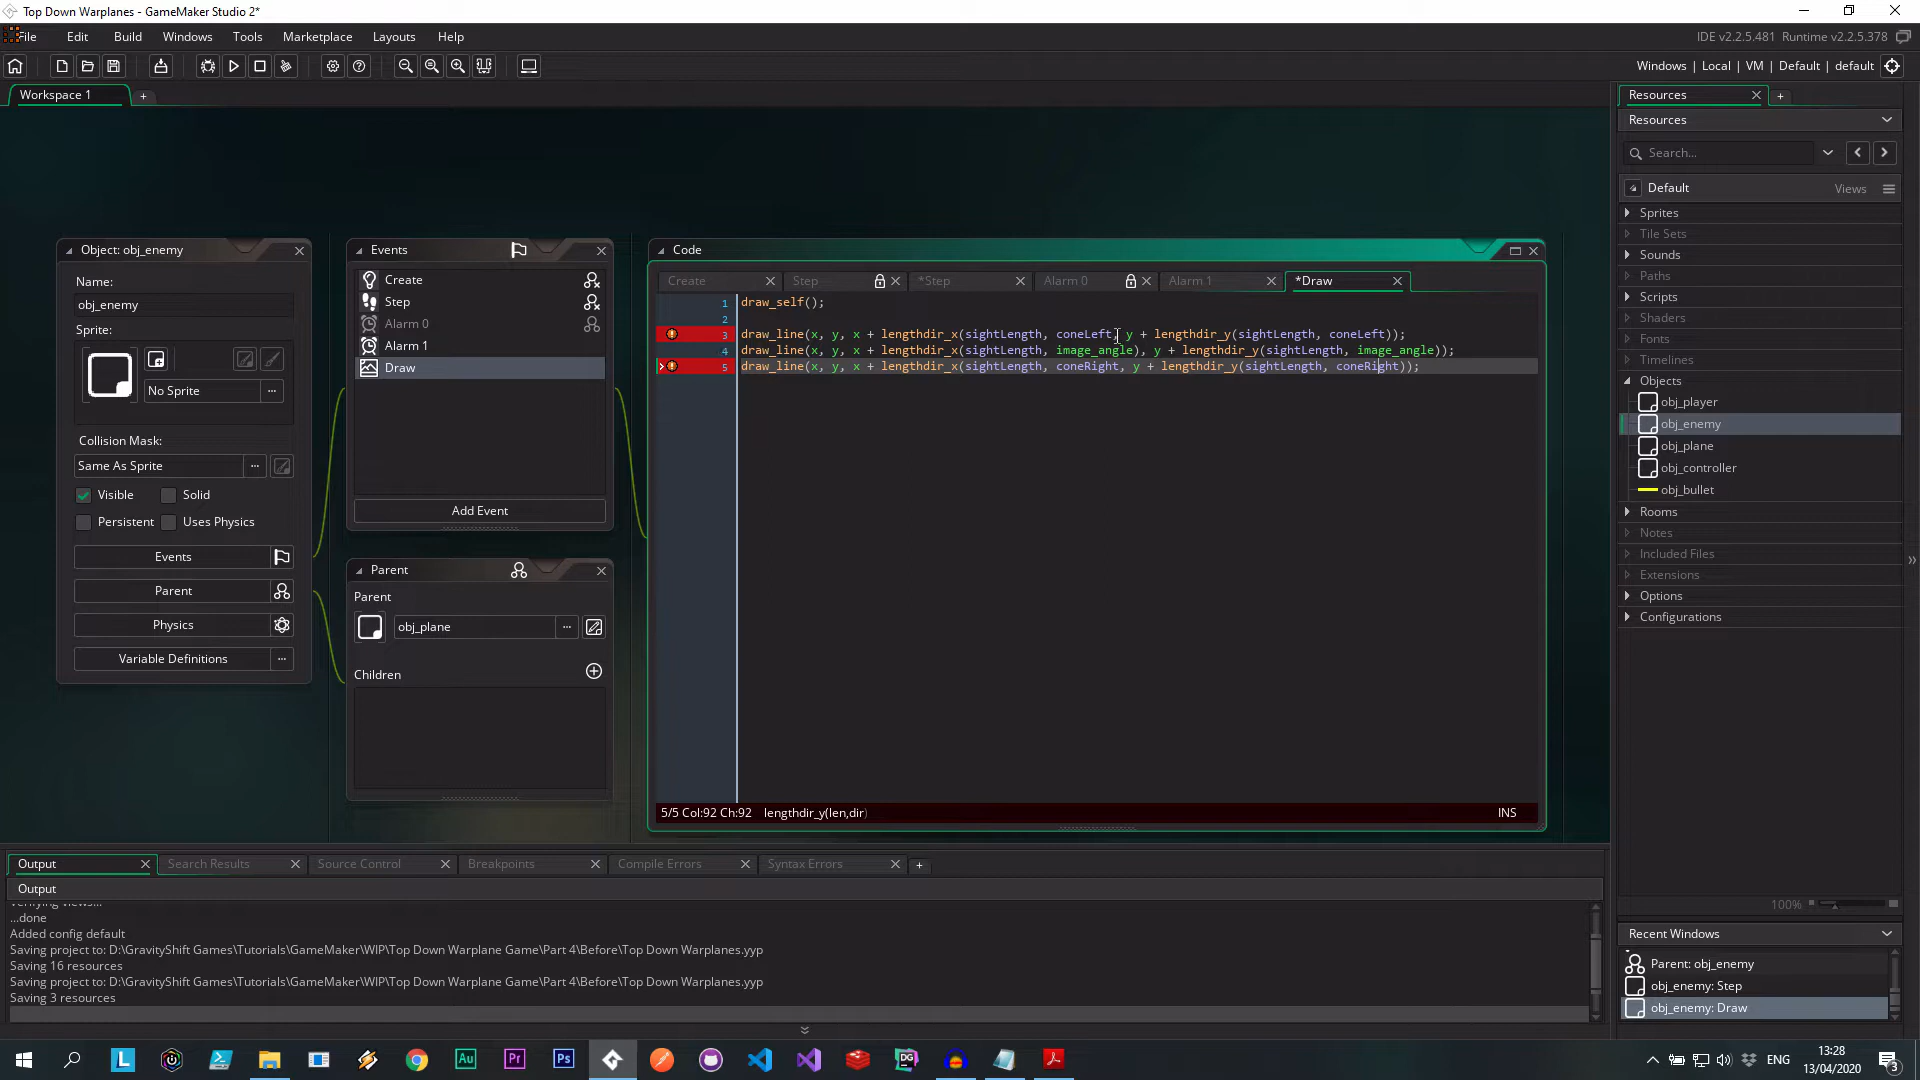 Top Down Warplanes - GameMaker Studio 2*
File Edit Build Windows Tools Marketplace Layouts Help
IDE v2.2.5.481 Runtime v2.2.5.378
Windows | Local | VM | Default | default
Workspace 1
Object: obj_enemy
Name:
obj_enemy
Sprite:
No Sprite
Collision Mask:
Same As Sprite
Visible Solid
Persistent Uses Physics
Events
Parent
Physics
Variable Definitions
Events
Create
Step
Alarm 0
Alarm 1
Draw
Add Event
Parent
Parent
obj_plane
Children
Code
Create Step *Step Alarm 0 Alarm 1 *Draw
1 draw_self();
2
3 draw_line(x, y, x + lengthdir_x(sightLength, coneLeft, y + lengthdir_y(sightLength, coneLeft));
4 draw_line(x, y, x + lengthdir_x(sightLength, image_angle), y + lengthdir_y(sightLength, image_angle));
5 draw_line(x, y, x + lengthdir_x(sightLength, coneRight, y + lengthdir_y(sightLength, coneRight));
5/5 Col:92 Ch:92 lengthdir_y(len,dir) INS
Resources
Resources
Search...
Default Views
Sprites
Tile Sets
Sounds
Paths
Scripts
Shaders
Fonts
Timelines
Objects
obj_player
obj_enemy
obj_plane
obj_controller
obj_bullet
Rooms
Notes
Included Files
Extensions
Options
Configurations
100%
Recent Windows
Parent: obj_enemy
obj_enemy: Step
obj_enemy: Draw
Output Search Results Source Control Breakpoints Compile Errors Syntax Errors
Output
Verifying views...
...done
Added config default
Saving project to: D:\GravityShift Games\Tutorials\GameMaker\WIP\Top Down Warplane Game\Part 4\Before\Top Down Warplanes.yyp
Saving 16 resources
Saving project to: D:\GravityShift Games\Tutorials\GameMaker\WIP\Top Down Warplane Game\Part 4\Before\Top Down Warplanes.yyp
Saving 3 resources
L Au Pr Ps DG
ENG
13:28
13/04/2020
3